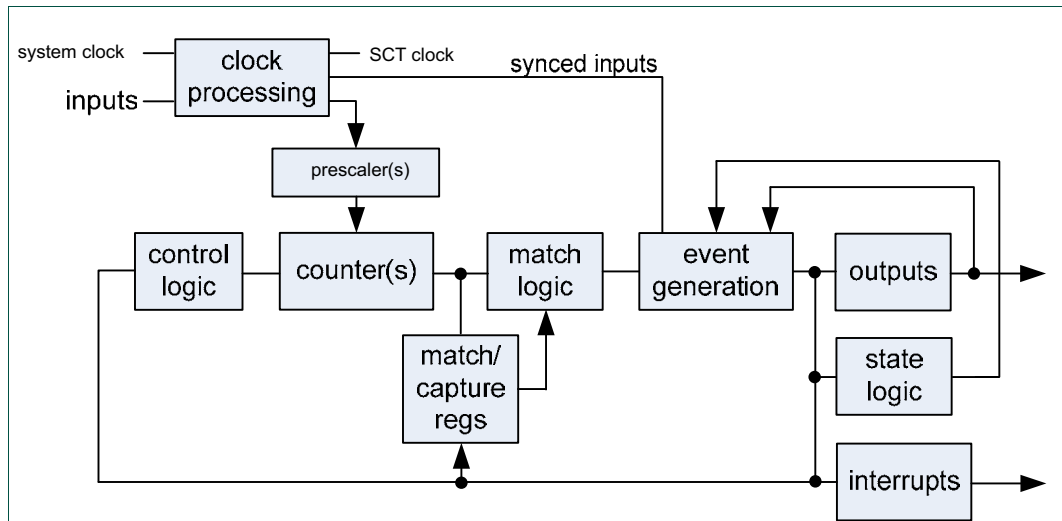 system clock
clock
processing
SCT clock
synced inputs
inputs
prescaler(s)
control
logic
counter(s)
match
logic
event
generation
outputs
match/
capture
regs
state
logic
interrupts